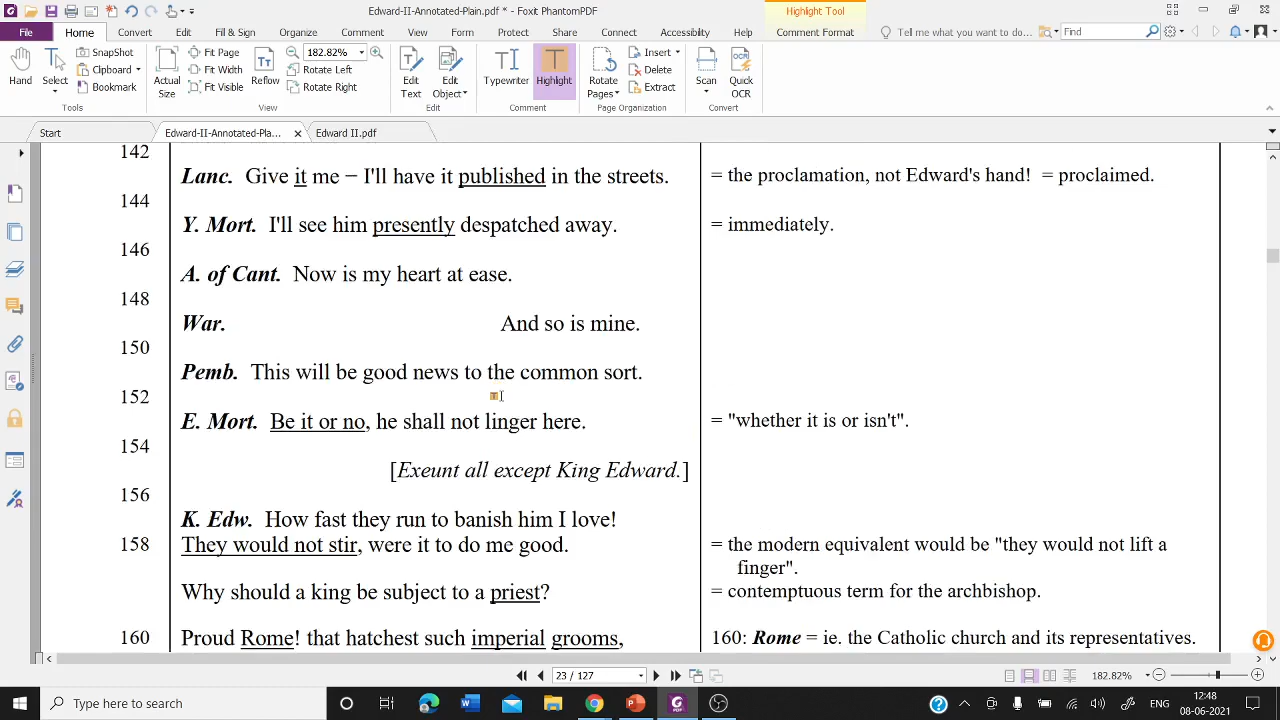 Edward-II-Annotated-Plain.pdf * - Foxit PhantomPDF
Highlight Tool
File Home Convert Edit Fill & Sign Organize Comment View Form Protect Share Connect Accessibility Help Comment Format Tell me what you want to do... Find
Hand Select SnapShot Clipboard Bookmark
Actual Size Fit Page Fit Width Fit Visible Reflow 182.82% Rotate Left Rotate Right
Edit Text Edit Object Typewriter Highlight
Rotate Pages Insert Delete Extract Scan Quick OCR
Tools View Edit Comment Page Organization Convert
Start Edward-II-Annotated-Pla... Edward II.pdf
142
Lanc. Give it me – I'll have it published in the streets. = the proclamation, not Edward's hand! = proclaimed.
144
Y. Mort. I'll see him presently despatched away. = immediately.
146
A. of Cant. Now is my heart at ease.
148
War. And so is mine.
150
Pemb. This will be good news to the common sort.
152
E. Mort. Be it or no, he shall not linger here. = "whether it is or isn't".
154
[Exeunt all except King Edward.]
156
K. Edw. How fast they run to banish him I love!
158 They would not stir, were it to do me good. = the modern equivalent would be "they would not lift a
finger".
Why should a king be subject to a priest? = contemptuous term for the archbishop.
160 Proud Rome! that hatchest such imperial grooms, 160: Rome = ie. the Catholic church and its representatives.
23 / 127 182.82%
Type here to search ENG 12:48
08-06-2021